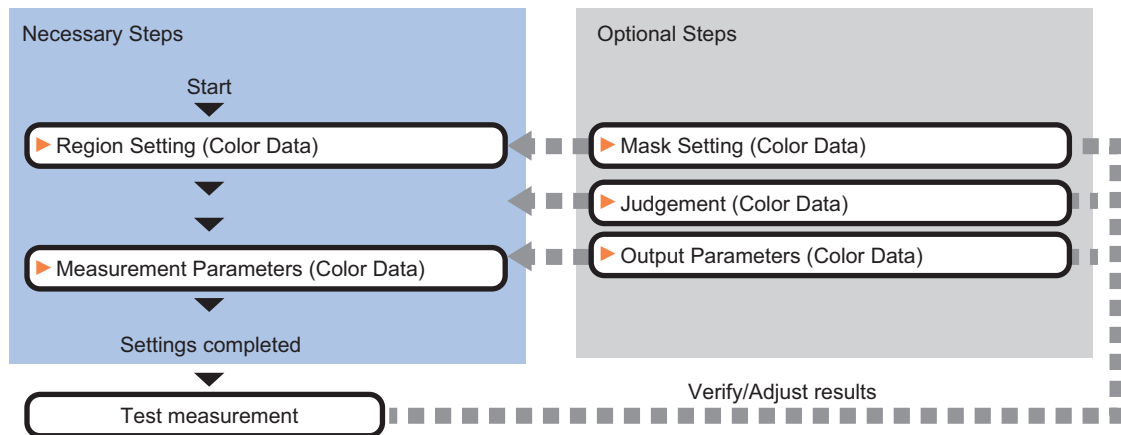 Necessary Steps
Optional Steps
Start
Region Setting (Color Data)
Mask Setting (Color Data)
Judgement (Color Data)
Measurement Parameters (Color Data)
Output Parameters (Color Data)
Settings completed
Verify/Adjust results
Test measurement